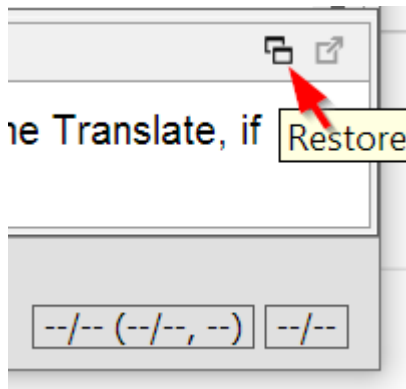 ne Translate, if
Restore
--/-- (--/--, --) --/--